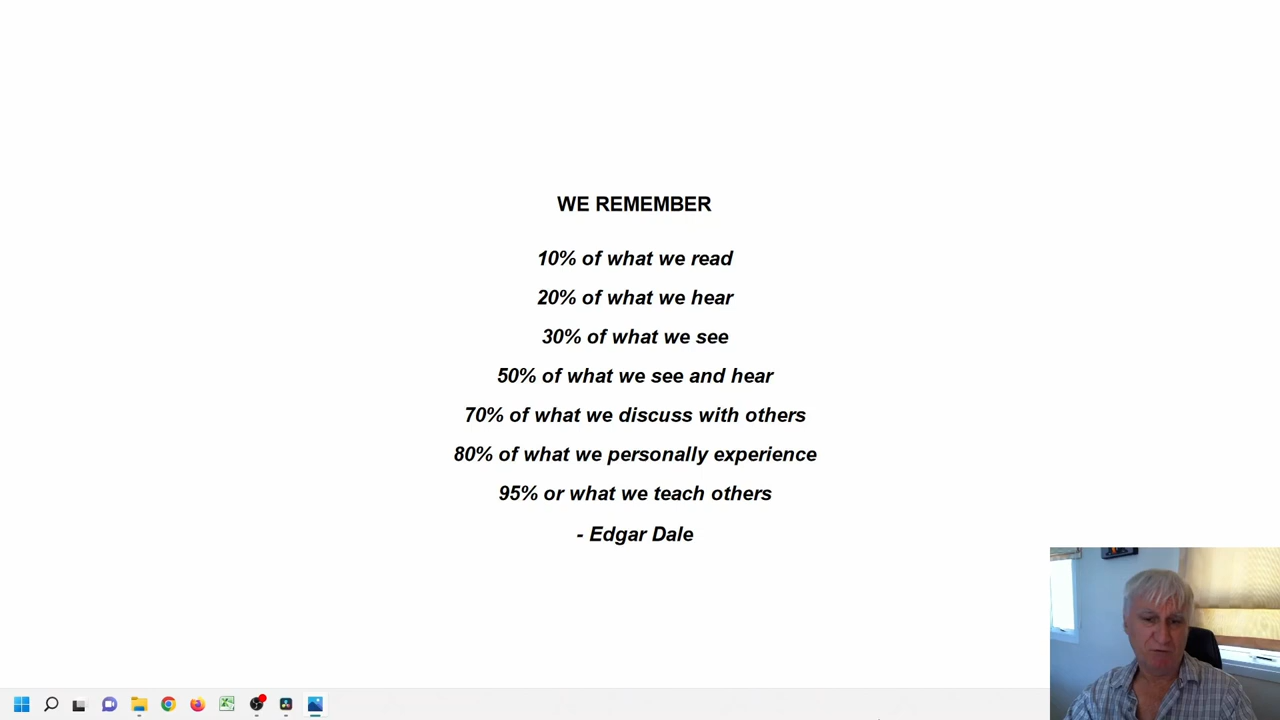 WE REMEMBER
10% of what we read
20% of what we hear
30% of what we see
50% of what we see and hear
70% of what we discuss with others
80% of what we personally experience
95% or what we teach others
- Edgar Dale